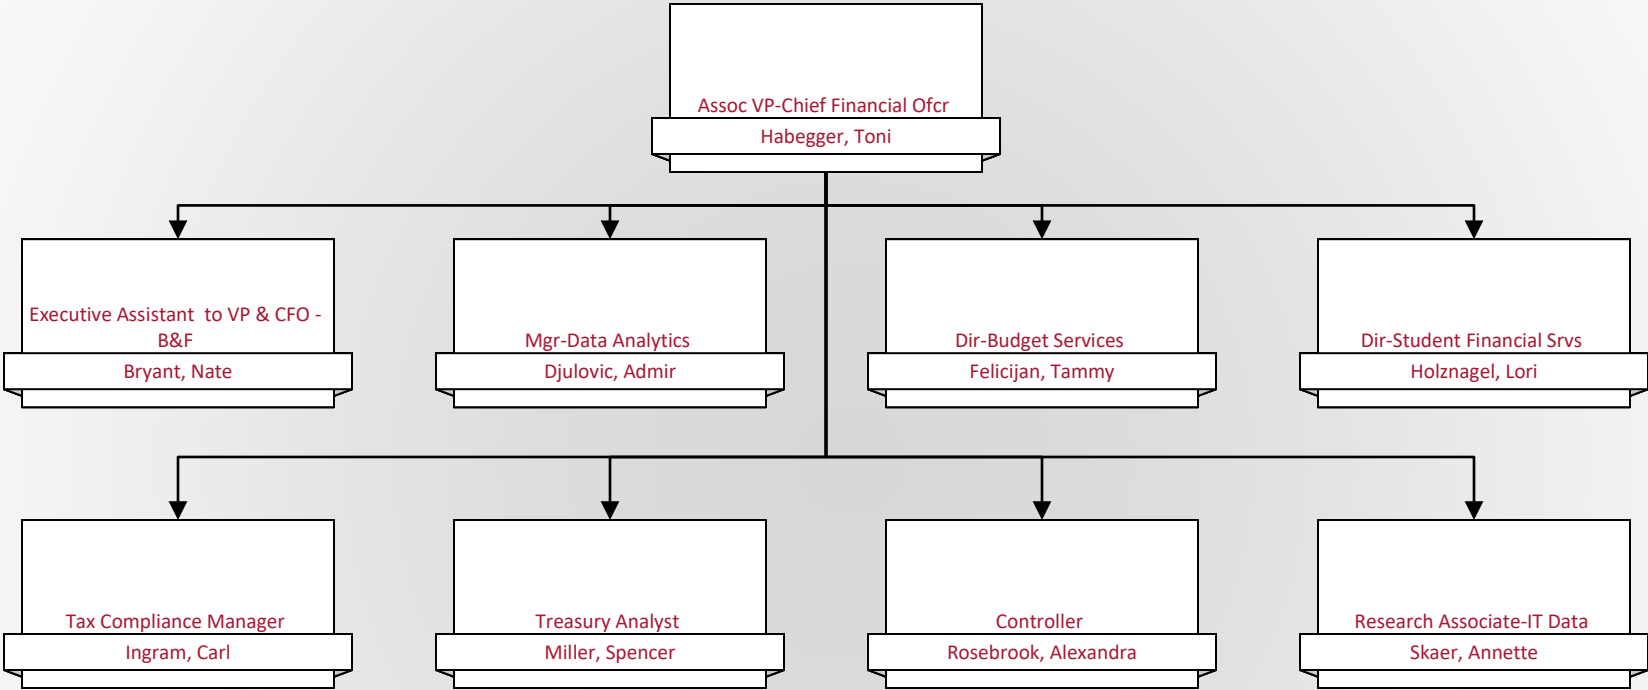 Assoc VP-Chief Financial Ofcr
Habegger, Toni
Executive Assistant  to VP & CFO -
B&F
Bryant, Nate
Mgr-Data Analytics
Djulovic, Admir
Dir-Budget Services
Felicijan, Tammy
Dir-Student Financial Srvs
Holznagel, Lori
Tax Compliance Manager
Ingram, Carl
Treasury Analyst
Miller, Spencer
Controller
Rosebrook, Alexandra
Research Associate-IT Data
Skaer, Annette